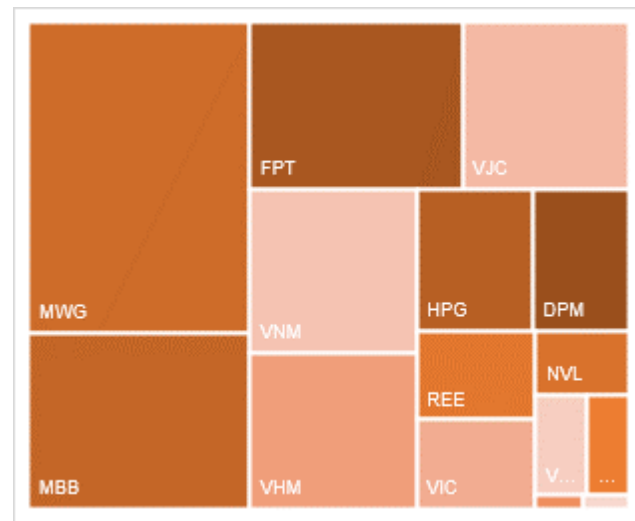 MWG
MBB
FPT
VJC
VNM
VHM
HPG
DPM
REE
VIC
NVL
V...
...